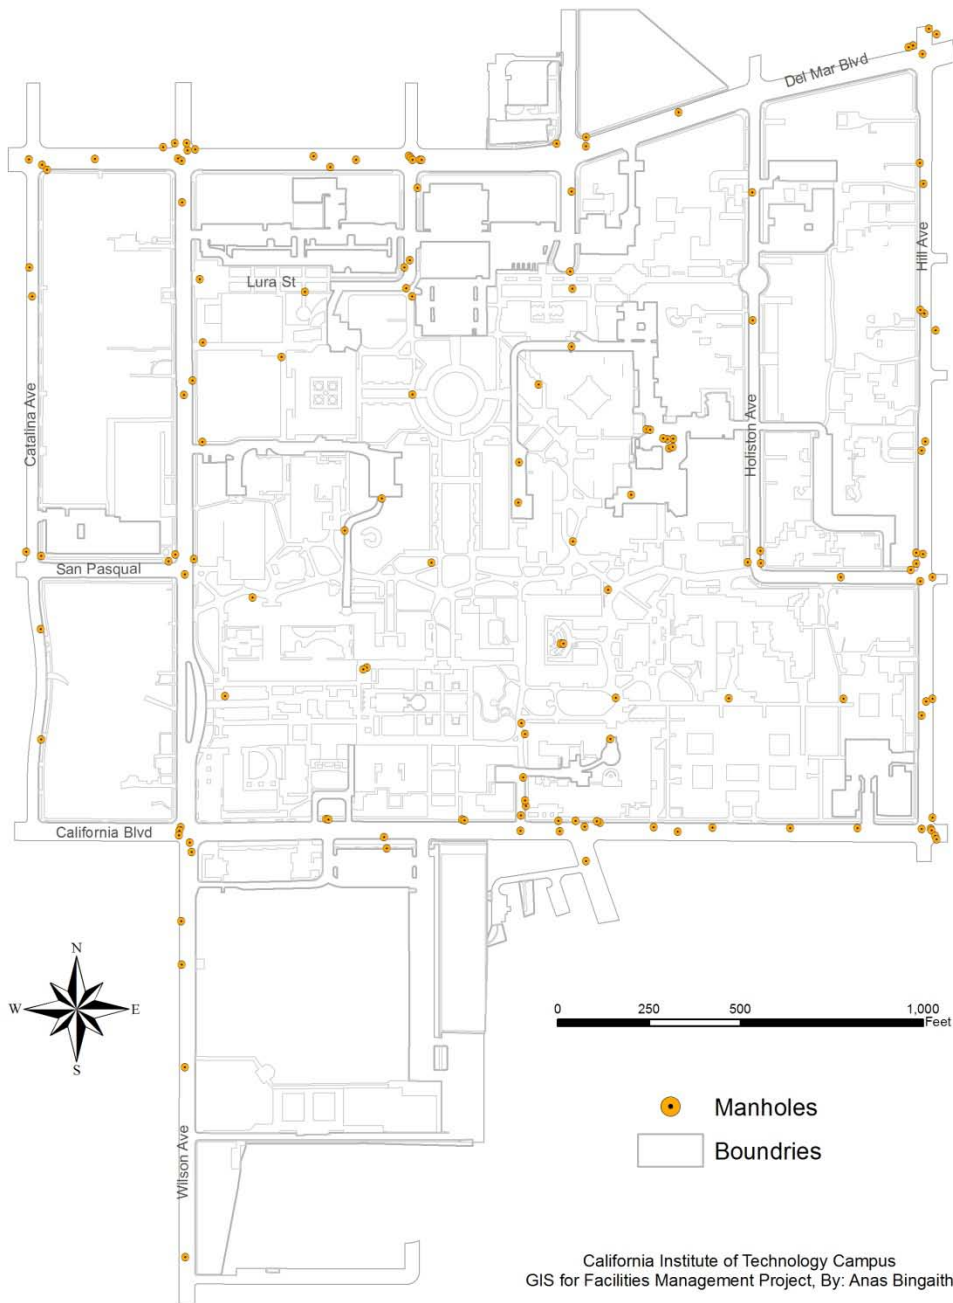 Del Mar Blvd
Hill Ave
Lura St
Catalina Ave
Holiston Ave
San Pasqual
California Blvd
N
W
E
S
0 250 500 1,000
Feet
Manholes
Boundries
Wilson Ave
California Institute of Technology Campus
GIS for Facilities Management Project, By: Anas Bingaith